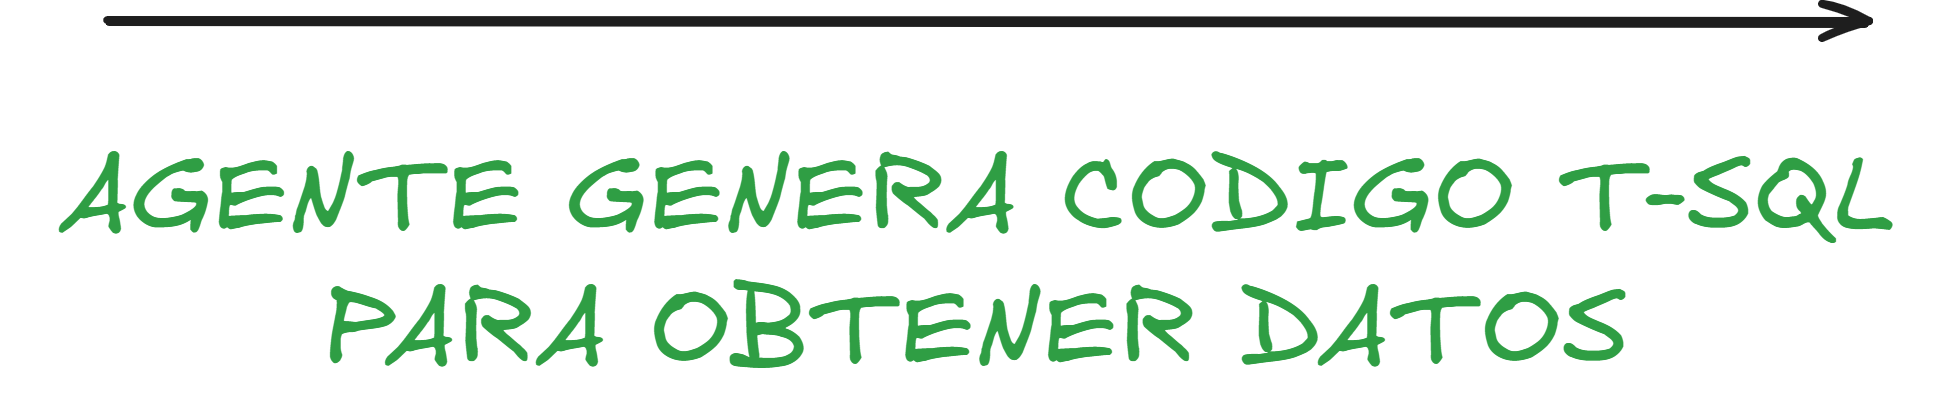 AGENTE GENERA CODIGO T-SQL
PARA OBTENER DATOS